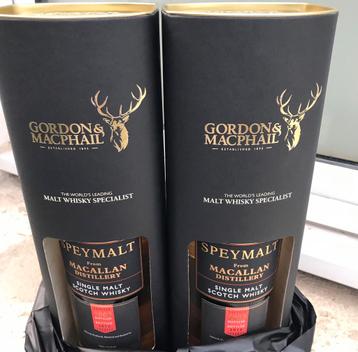 GORDON&
MACPHAIL
ESTABLISHED 1895
THE WORLD'S LEADING
MALT WHISKY SPECIALIST
SPEYMALT
From
MACALLAN
DISTILLERY
SINGLE MALT
SCOTCH WHISKY
GORDON&
MACPHAIL
ESTABLISHED 1895
THE WORLD'S LEADING
MALT WHISKY SPECIALIST
SPEYMALT
From
MACALLAN
DISTILLERY
SINGLE MALT
SCOTCH WHISKY